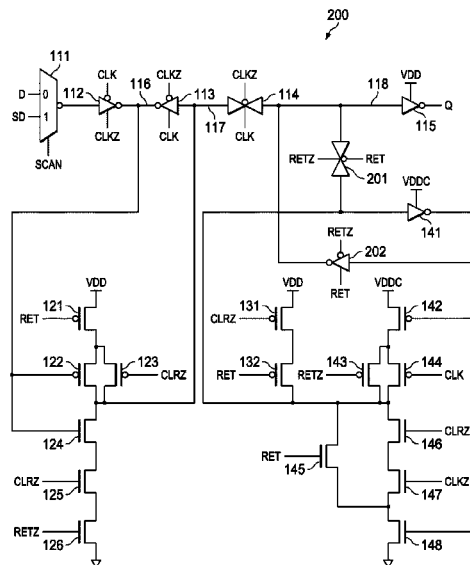 200
111
112
CLK
116
CLKZ
113
CLKZ
114
118
VDD
D
0
SD
1
CLKZ
CLK
117
CLK
Q
115
SCAN
RETZ
RET
201
VDDC
RETZ
141
202
VDD
VDD
RET
VDDC
121
131
142
RET
CLRZ
122
123
132
143
144
CLRZ
RET
RETZ
CLK
124
146
CLRZ
RET
CLRZ
125
145
147
CLKZ
RETZ
126
148